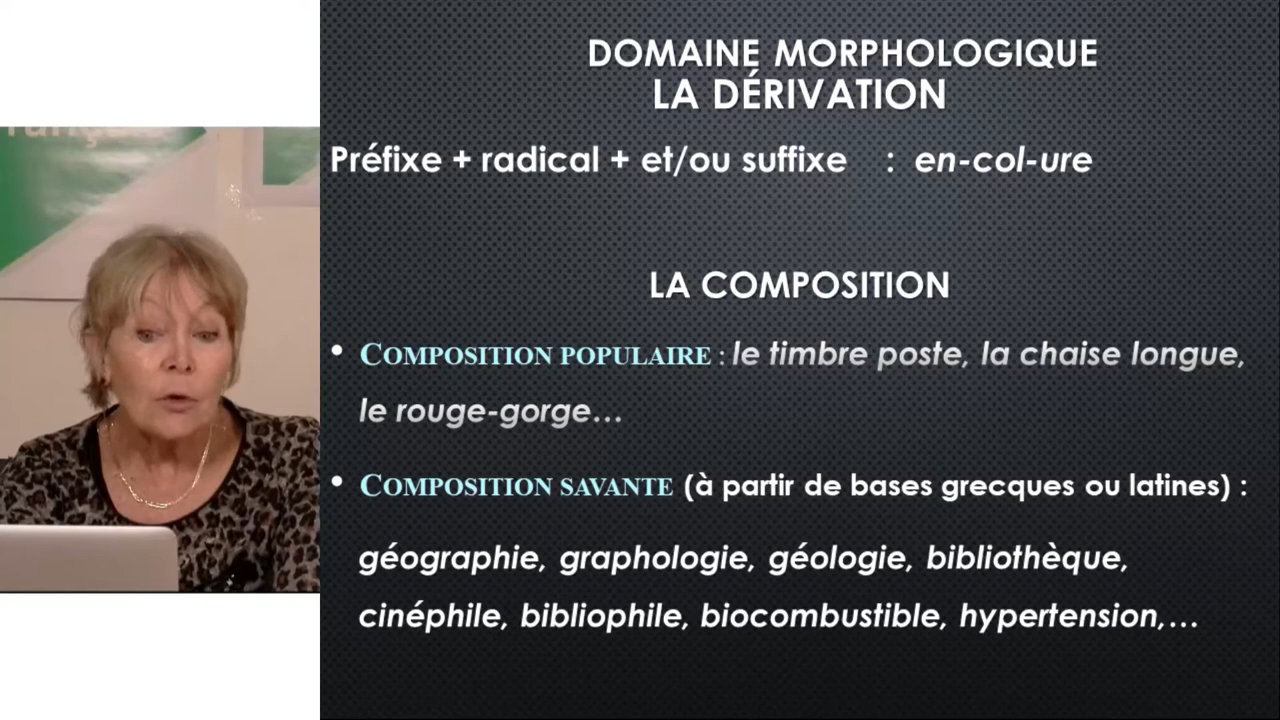 DOMAINE MORPHOLOGIQUE
LA DÉRIVATION
Préfixe + radical + et/ou suffixe : en-col-ure
LA COMPOSITION
• COMPOSITION POPULAIRE : le timbre poste, la chaise longue,
le rouge-gorge…
• COMPOSITION SAVANTE (à partir de bases grecques ou latines) :
géographie, graphologie, géologie, bibliothèque,
cinéphile, bibliophile, biocombustible, hypertension,…